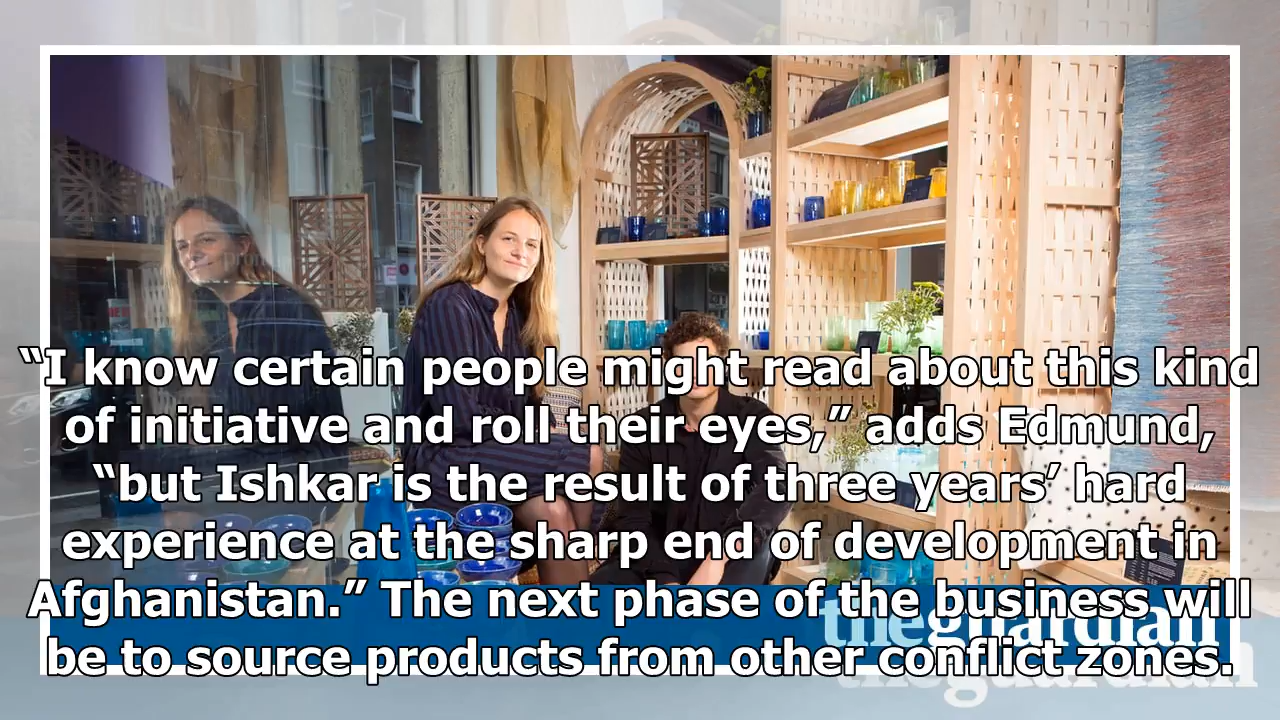 “I know certain people might read about this kind
of initiative and roll their eyes,” adds Edmund,
“but Ishkar is the result of three years’ hard
experience at the sharp end of development in
Afghanistan.” The next phase of the business will
be to source products from other conflict zones.
theguardian
theguardian